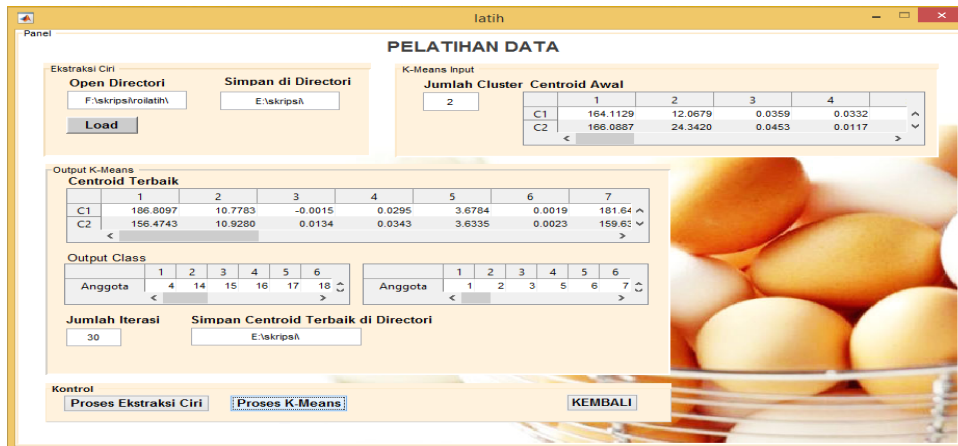 latih
Panel
PELATIHAN DATA
Ekstraksi Ciri
Open Directori Simpan di Directori
F:\skripsi\roilatih\ E:\skripsi\
Load
K-Means Input
Jumlah Cluster Centroid Awal
2
1 2 3 4
C1 164.1129 12.0679 0.0359 0.0332
C2 166.0887 24.3420 0.0453 0.0117
Output K-Means
Centroid Terbaik
1 2 3 4 5 6 7
C1 186.8097 10.7783 -0.0015 0.0295 3.6784 0.0019 181.64
C2 156.4743 10.9280 0.0134 0.0343 3.6335 0.0023 159.63
Output Class
1 2 3 4 5 6
Anggota 4 14 15 16 17 18
1 2 3 4 5 6
Anggota 1 2 3 5 6 7
Jumlah Iterasi Simpan Centroid Terbaik di Directori
30 E:\skripsi\
Kontrol
Proses Ekstraksi Ciri Proses K-Means KEMBALI